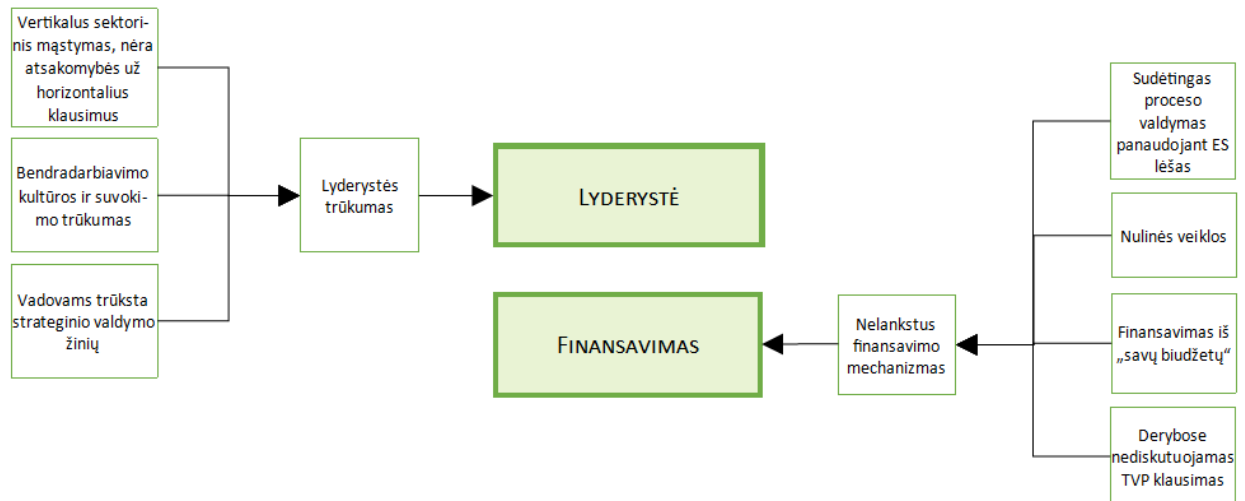 Vertikalus sektori-
nis mąstymas, nėra
atsakomybės už
horizontalius
klausimus
Bendradarbiavimo
kultūros ir suvoki-
mo trūkumas
Vadovams trūksta
strateginio valdymo
žinių
Lyderystės
trūkumas
LYDERYSTĖ
FINANSAVIMAS
Nelankstus
finansavimo
mechanizmas
Sudėtingas
proceso
valdymas
panaudojant ES
lėšas
Nulinės veiklos
Finansavimas iš
„savų biudžetų“
Derybose
nediskutuojamas
TVP klausimas